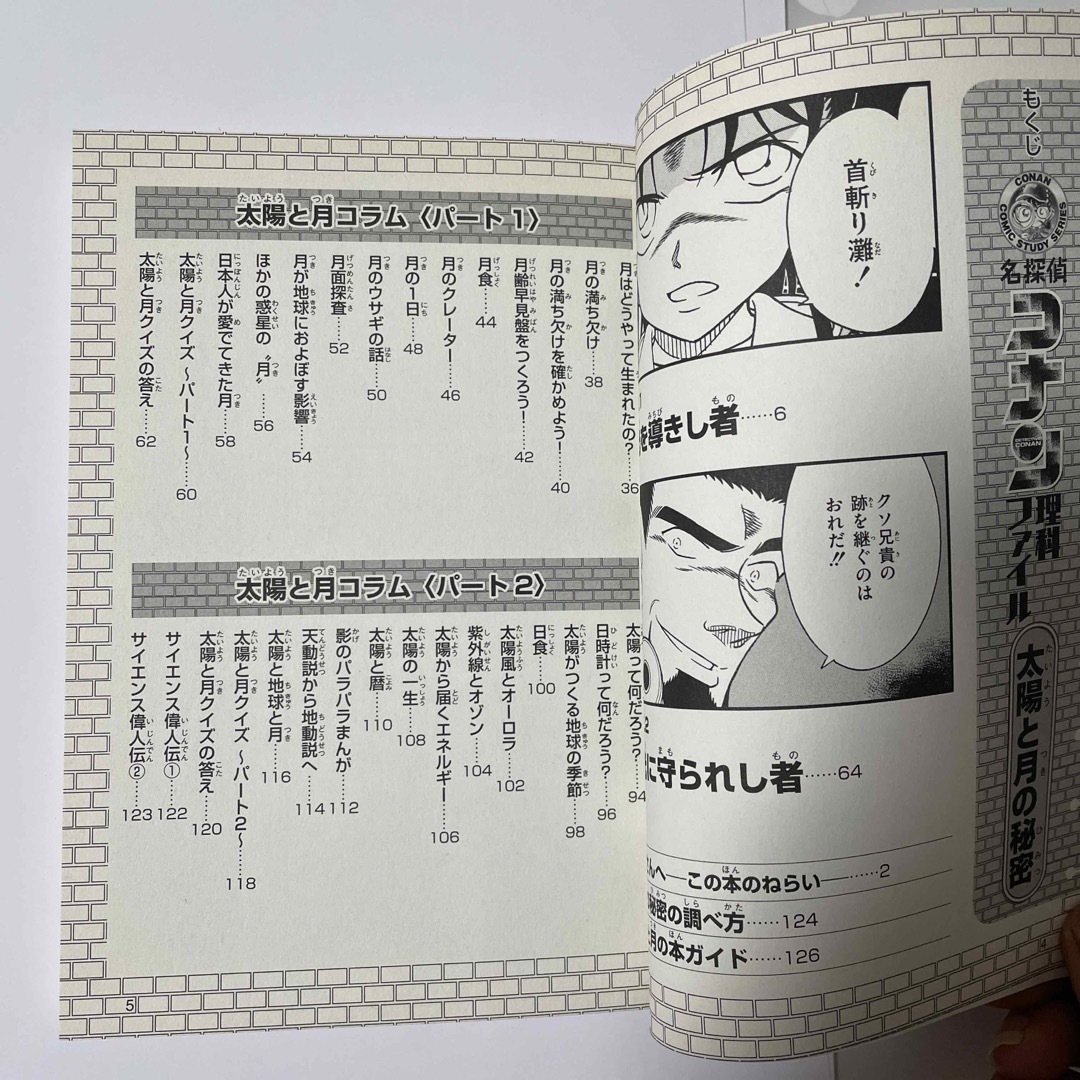 もくじ
CONAN COMIC STUDY SERIES
名探偵
コナン
DETECTIVE CONAN
理科
ファイル
太陽と月の秘密
首斬り灘！
を導きし者……6
クソ兄貴の
跡を継ぐのは
おれだ!!
に守られし者……64
へ―この本のねらい―……2
秘密の調べ方……124
月の本ガイド……126
4
太陽と月コラム〈パート1〉
月はどうやって生まれたの？……36
月の満ち欠け……38
月の満ち欠けを確かめよう！……40
月齢早見盤をつくろう！……42
月食……44
月のクレーター……46
月の1日……48
月のウサギの話……50
月面探査……52
月が地球におよぼす影響……54
ほかの惑星の〝月〟……56
日本人が愛でてきた月……58
太陽と月クイズ ～パート1～……60
太陽と月クイズの答え……62
太陽と月コラム〈パート2〉
太陽って何だろう？……94
日時計って何だろう？……96
太陽がつくる地球の季節……98
日食……100
太陽風とオーロラ……102
紫外線とオゾン……104
太陽から届くエネルギー……106
太陽の一生……108
太陽と暦……110
影のパラパラまんが……112
天動説から地動説へ……114
太陽と地球と月……116
太陽と月クイズ ～パート2～……118
太陽と月クイズの答え……120
サイエンス偉人伝①……122
サイエンス偉人伝②……123
5